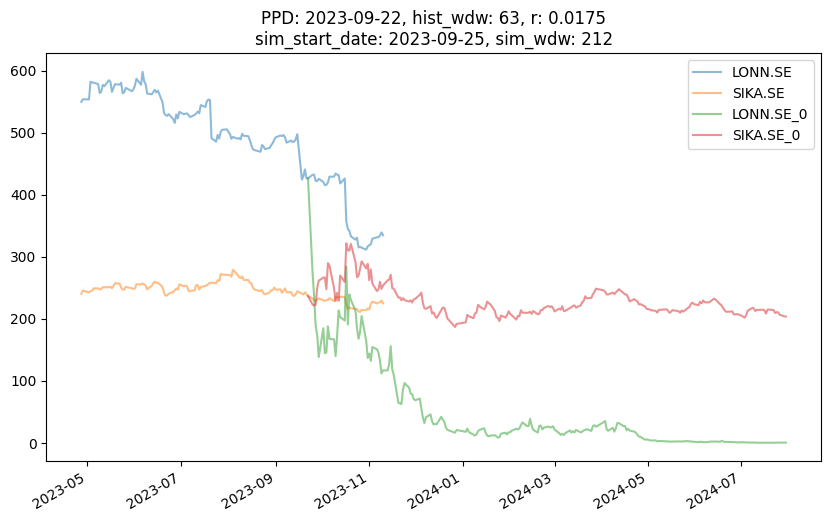 PPD: 2023-09-22, hist_wdw: 63, r: 0.0175
sim_start_date: 2023-09-25, sim_wdw: 212
LONN.SE
SIKA.SE
LONN.SE_0
SIKA.SE_0
600
500
400
300
200
100
0
2023-05
2023-07
2023-09
2023-11
2024-01
2024-03
2024-05
2024-07